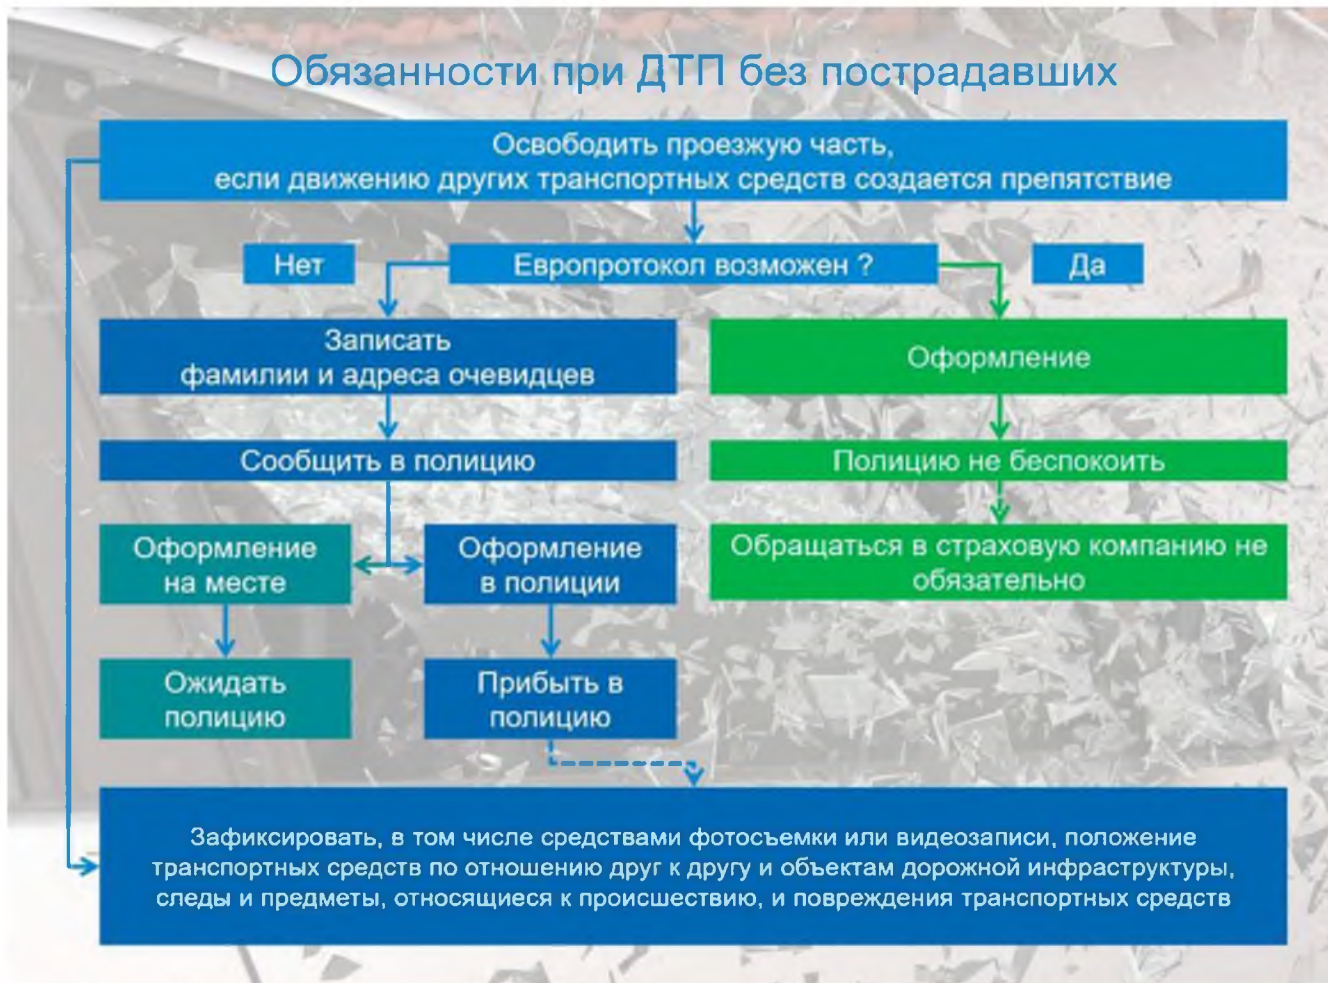 Обязанности при ДТП без пострадавших
Освободить проезжую часть,
если движению других транспортных средств создается препятствие
Нет
Европротокол возможен ?
Да
Записать
фамилии и адреса очевидцев
Оформление
Сообщить в полицию
Полицию не беспокоить
Оформление
на месте
Оформление
в полиции
Обращаться в страховую компанию не
обязательно
Ожидать
полицию
Прибыть в
полицию
Зафиксировать, в том числе средствами фотосъемки или видеозаписи, положение
транспортных средств по отношению друг к другу и объектам дорожной инфраструктуры,
следы и предметы, относящиеся к происшествию, и повреждения транспортных средств